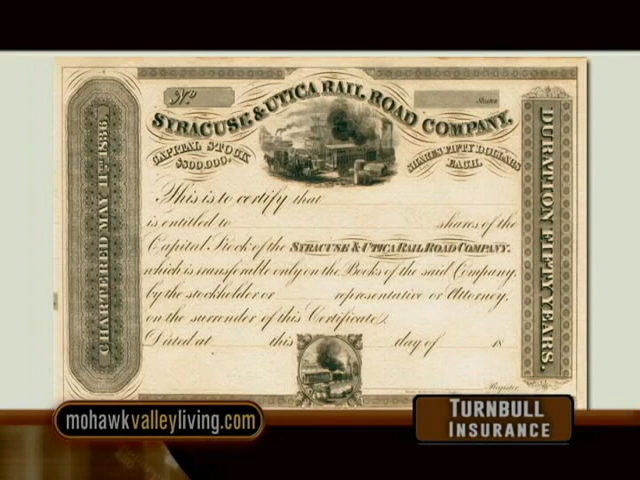 Nº
Shares
SYRACUSE & UTICA RAIL ROAD COMPANY.
CAPITAL STOCK
$800,000.
SHARES FIFTY DOLLARS
EACH.
CHARTERED MAY 11TH 1836.
DURATION FIFTY YEARS.
This is to certify that
is entitled to shares of the
Capital Stock of the SYRACUSE & UTICA RAIL ROAD COMPANY.
which is transferable only on the Books of the said Company.
by the stockholder or representative or Attorney.
on the surrender of this Certificate.
Dated at this day of 18
Register
mohawkvalleyliving.com
TURNBULL
INSURANCE